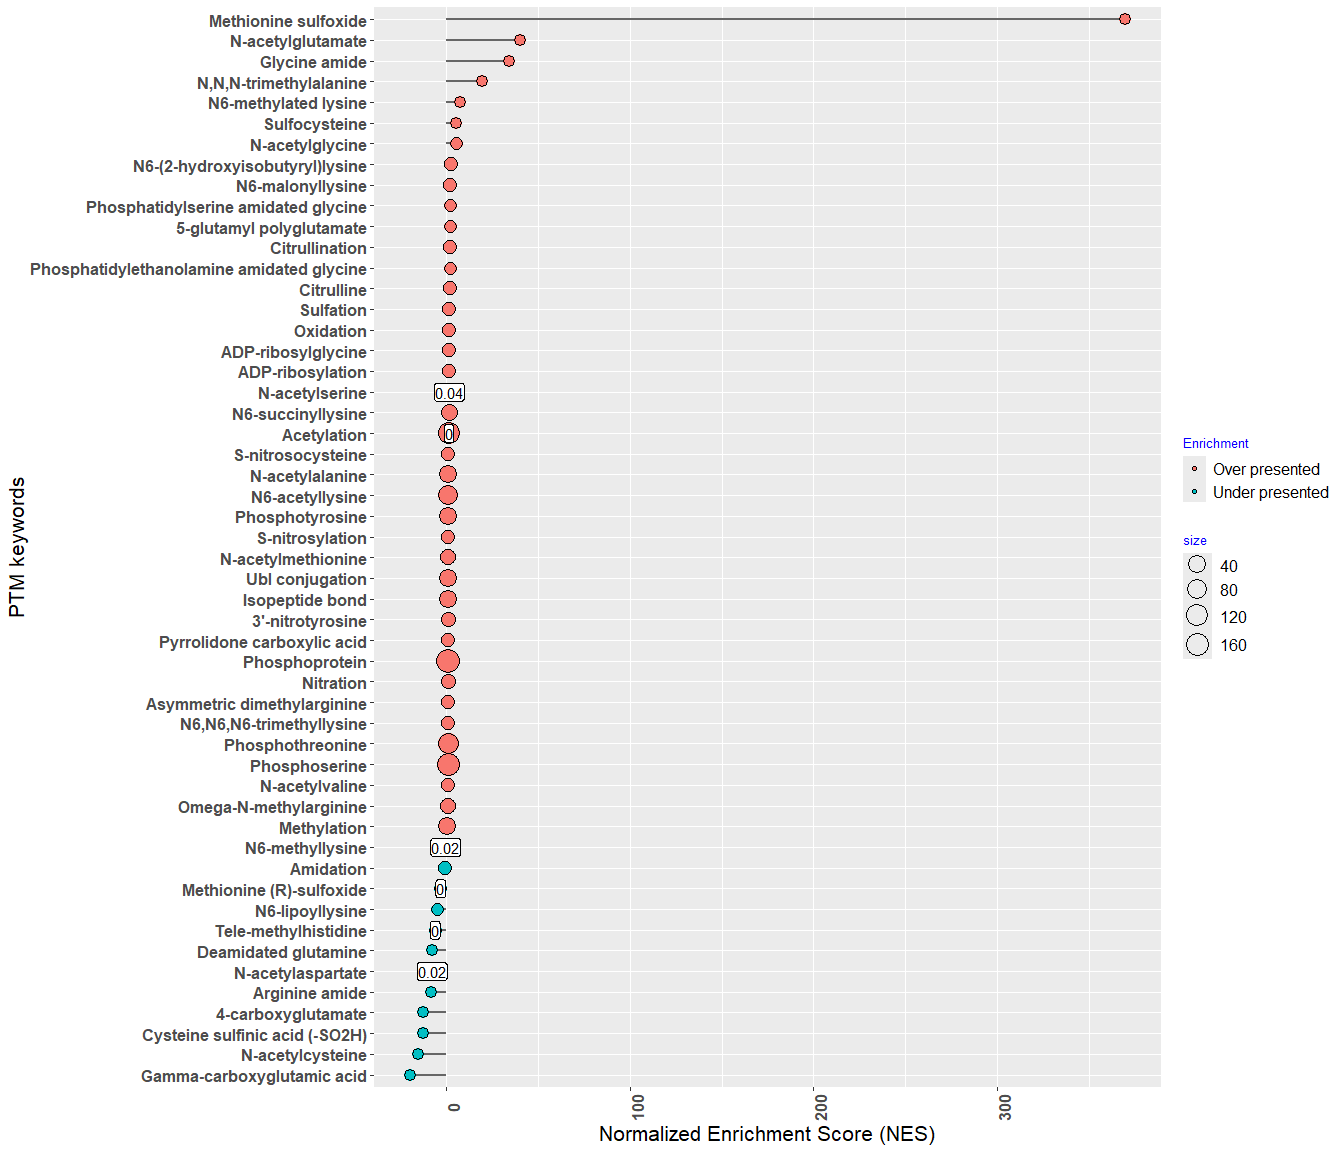 Methionine sulfoxide
N-acetylglutamate
Glycine amide
N,N,N-trimethylalanine
N6-methylated lysine
Sulfocysteine
N-acetylglycine
N6-(2-hydroxyisobutyryl)lysine
N6-malonyllysine
Phosphatidylserine amidated glycine
5-glutamyl polyglutamate
Citrullination
Phosphatidylethanolamine amidated glycine
Citrulline
Sulfation
Oxidation
ADP-ribosylglycine
ADP-ribosylation
N-acetylserine
0.04
N6-succinyllysine
Acetylation
0
S-nitrosocysteine
N-acetylalanine
N6-acetyllysine
Phosphotyrosine
S-nitrosylation
N-acetylmethionine
Ubl conjugation
Isopeptide bond
3'-nitrotyrosine
Pyrrolidone carboxylic acid
Phosphoprotein
Nitration
Asymmetric dimethylarginine
N6,N6,N6-trimethyllysine
Phosphothreonine
Phosphoserine
N-acetylvaline
Omega-N-methylarginine
Methylation
N6-methyllysine
0.02
Amidation
Methionine (R)-sulfoxide
0
N6-lipoyllysine
Tele-methylhistidine
0
Deamidated glutamine
N-acetylaspartate
0.02
Arginine amide
4-carboxyglutamate
Cysteine sulfinic acid (-SO2H)
N-acetylcysteine
Gamma-carboxyglutamic acid
PTM keywords
0
100
200
300
Normalized Enrichment Score (NES)
Enrichment
Over presented
Under presented
size
40
80
120
160